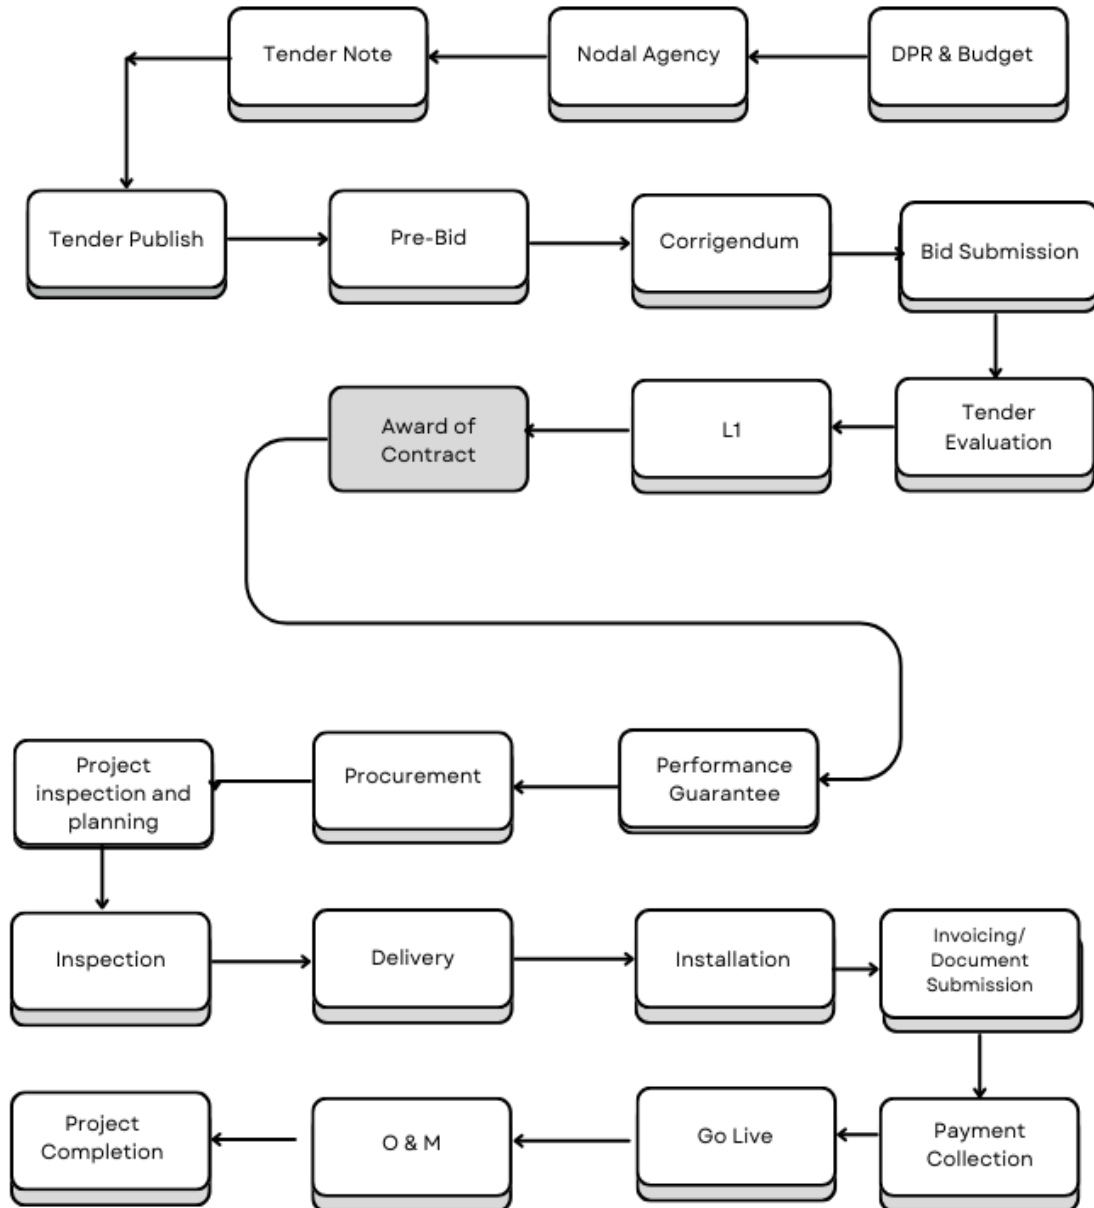 DPR & Budget
Nodal Agency
Tender Note
Tender Publish
Pre-Bid
Corrigendum
Bid Submission
Tender
Evaluation
L1
Award of
Contract
Performance
Guarantee
Procurement
Project
inspection and
planning
Inspection
Delivery
Installation
Invoicing/
Document
Submission
Payment
Collection
Go Live
O & M
Project
Completion